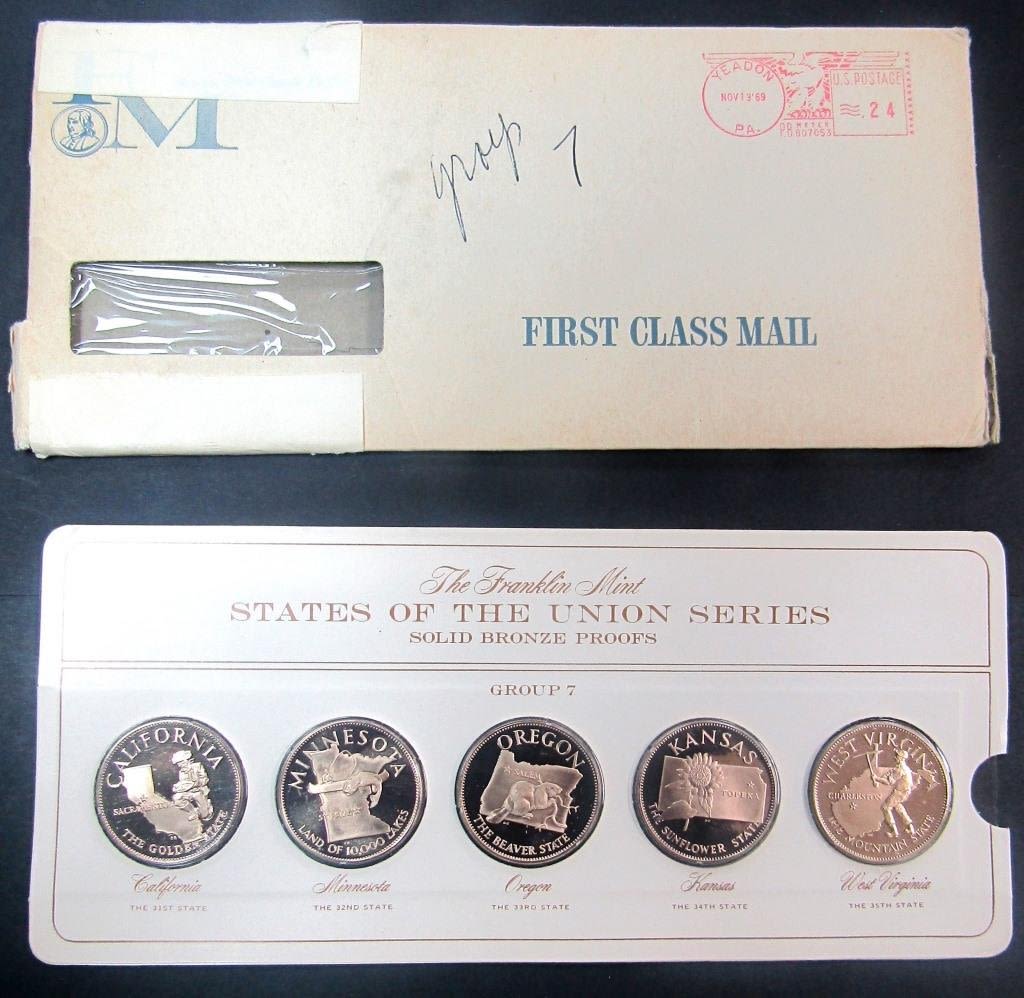 FM
YEADON
NOV 13 '69
PA.
U.S. POSTAGE
.24
P.B. METER
group 7
FIRST CLASS MAIL
The Franklin Mint
STATES OF THE UNION SERIES
SOLID BRONZE PROOFS
GROUP 7
CALIFORNIA
SACRAMENTO
THE GOLDEN STATE
MINNESOTA
ST. PAUL
LAND OF 10,000 LAKES
OREGON
SALEM
THE BEAVER STATE
KANSAS
TOPEKA
THE SUNFLOWER STATE
WEST VIRGINIA
CHARLESTON
THE MOUNTAIN STATE
California
THE 31ST STATE
Minnesota
THE 32ND STATE
Oregon
THE 33RD STATE
Kansas
THE 34TH STATE
West Virginia
THE 35TH STATE